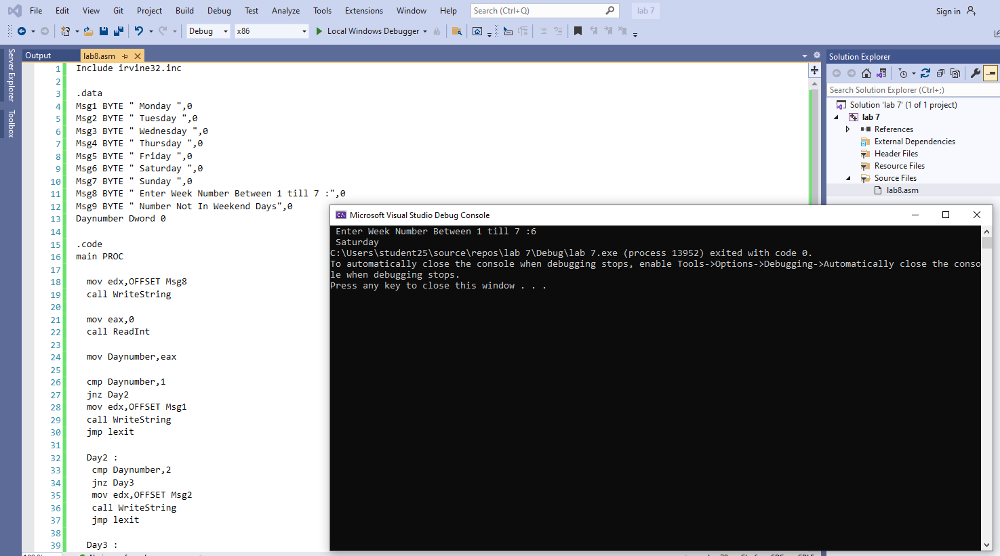 File Edit View Git Project Build Debug Test Analyze Tools Extensions Window Help Search (Ctrl+Q) lab 7 Sign in
Debug x86 Local Windows Debugger
Server Explorer
Toolbox
Output lab8.asm
1 Include irvine32.inc
2
3 .data
4 Msg1 BYTE " Monday ",0
5 Msg2 BYTE " Tuesday ",0
6 Msg3 BYTE " Wednesday ",0
7 Msg4 BYTE " Thursday ",0
8 Msg5 BYTE " Friday ",0
9 Msg6 BYTE " Saturday ",0
10 Msg7 BYTE " Sunday ",0
11 Msg8 BYTE " Enter Week Number Between 1 till 7 :",0
12 Msg9 BYTE " Number Not In Weekend Days",0
13 Daynumber Dword 0
14
15 .code
16 main PROC
17
18 mov edx,OFFSET Msg8
19 call WriteString
20
21 mov eax,0
22 call ReadInt
23
24 mov Daynumber,eax
25
26 cmp Daynumber,1
27 jnz Day2
28 mov edx,OFFSET Msg1
29 call WriteString
30 jmp lexit
31
32 Day2 :
33 cmp Daynumber,2
34 jnz Day3
35 mov edx,OFFSET Msg2
36 call WriteString
37 jmp lexit
38
39 Day3 :
Solution Explorer
Search Solution Explorer (Ctrl+;)
Solution 'lab 7' (1 of 1 project)
lab 7
References
External Dependencies
Header Files
Resource Files
Source Files
lab8.asm
Microsoft Visual Studio Debug Console
Enter Week Number Between 1 till 7 :6
Saturday
C:\Users\student25\source\repos\lab 7\Debug\lab 7.exe (process 13952) exited with code 0.
To automatically close the console when debugging stops, enable Tools->Options->Debugging->Automatically close the conso
le when debugging stops.
Press any key to close this window . . .